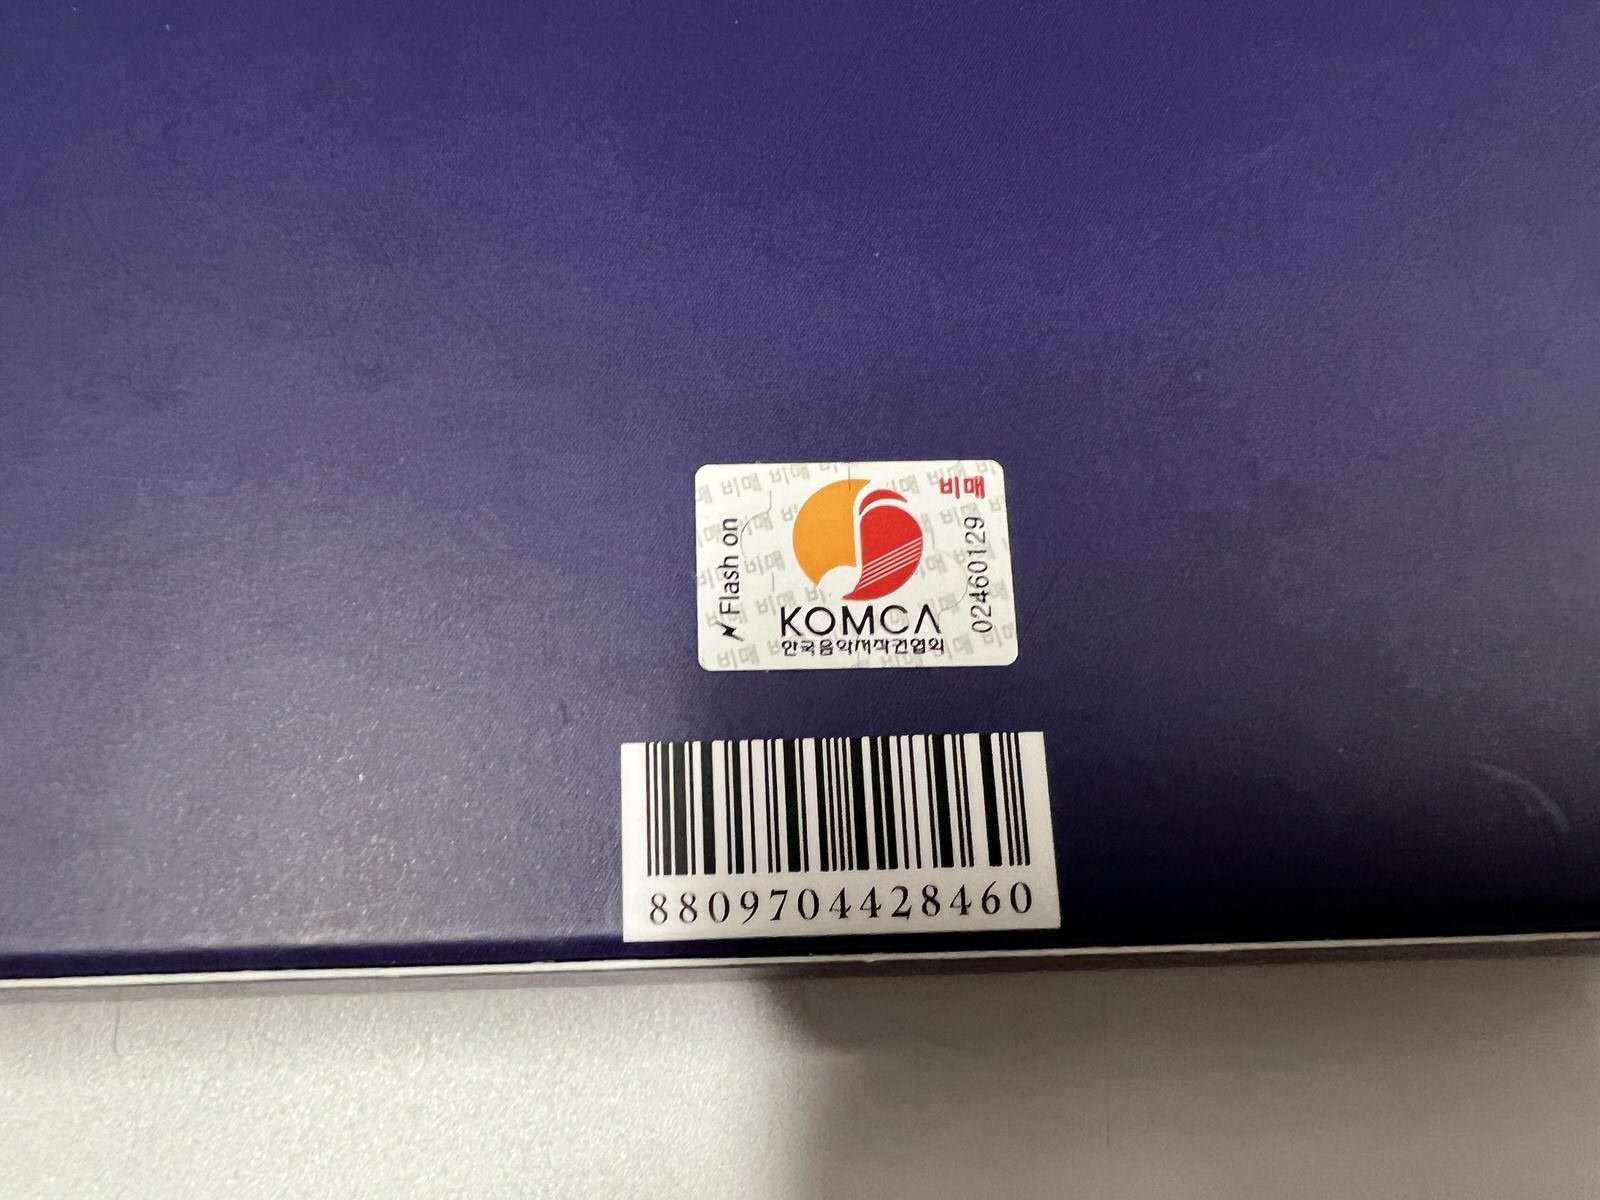 비매
Flash on
02460129
KOMCA
한국음악저작권협회
8809704428460